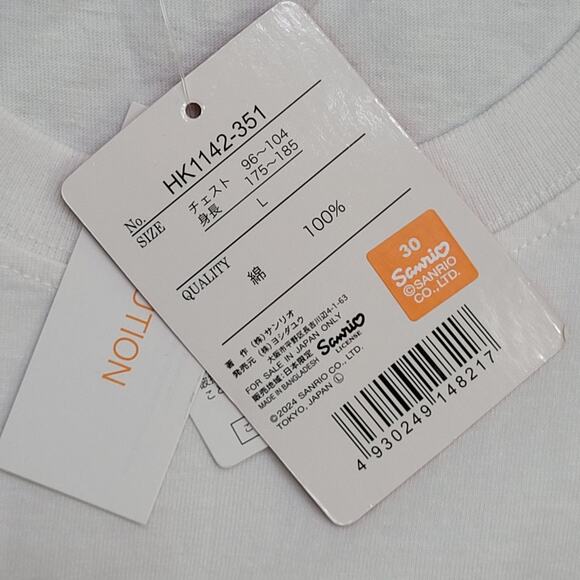 No. HK1142-351
SIZE チェスト 96～104
身長 175～185
L
QUALITY
綿 100%
30
Sanrio
©SANRIO
CO.,LTD.
著作 (株)サンリオ
発売元 (株)ヨシダユウ
大阪市平野区長吉川辺4-1-63
FOR SALE IN JAPAN ONLY
販売地域:日本限定
MADE IN BANGLADESH
Sanrio
LICENSE
©2024 SANRIO CO., LTD.
TOKYO, JAPAN Ⓛ
4 930249 148217
UTION